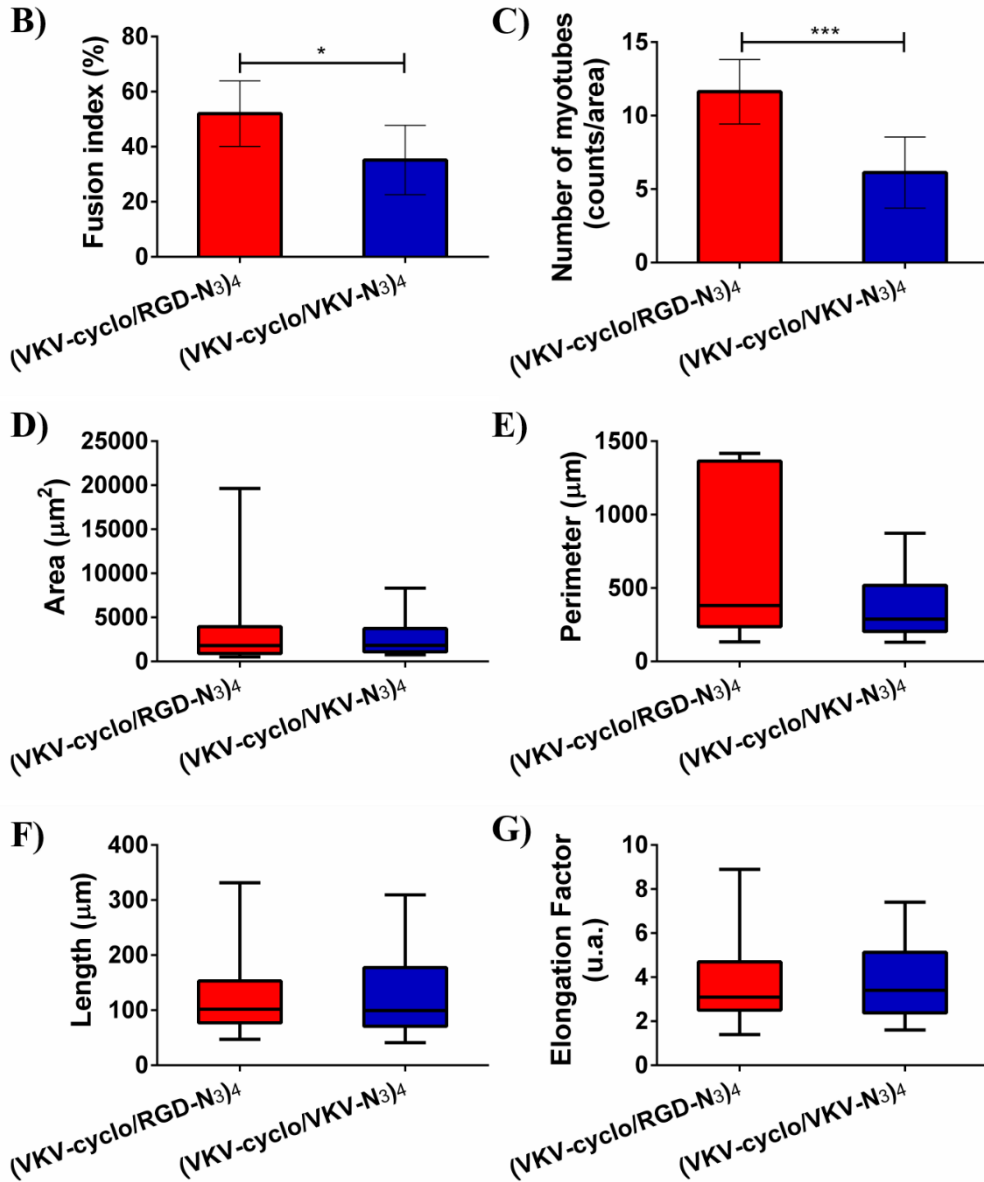 B)
Fusion index (%)
80
60
40
20
0
*
(VKV-cyclo/RGD-N3)4
(VKV-cyclo/VKV-N3)4
C)
Number of myotubes
(counts/area)
15
10
5
0
***
(VKV-cyclo/RGD-N3)4
(VKV-cyclo/VKV-N3)4
D)
Area (μm2)
25000
20000
15000
10000
5000
0
(VKV-cyclo/RGD-N3)4
(VKV-cyclo/VKV-N3)4
E)
Perimeter (μm)
1500
1000
500
0
(VKV-cyclo/RGD-N3)4
(VKV-cyclo/VKV-N3)4
F)
Length (μm)
400
300
200
100
0
(VKV-cyclo/RGD-N3)4
(VKV-cyclo/VKV-N3)4
G)
Elongation Factor
(u.a.)
10
8
6
4
2
0
(VKV-cyclo/RGD-N3)4
(VKV-cyclo/VKV-N3)4